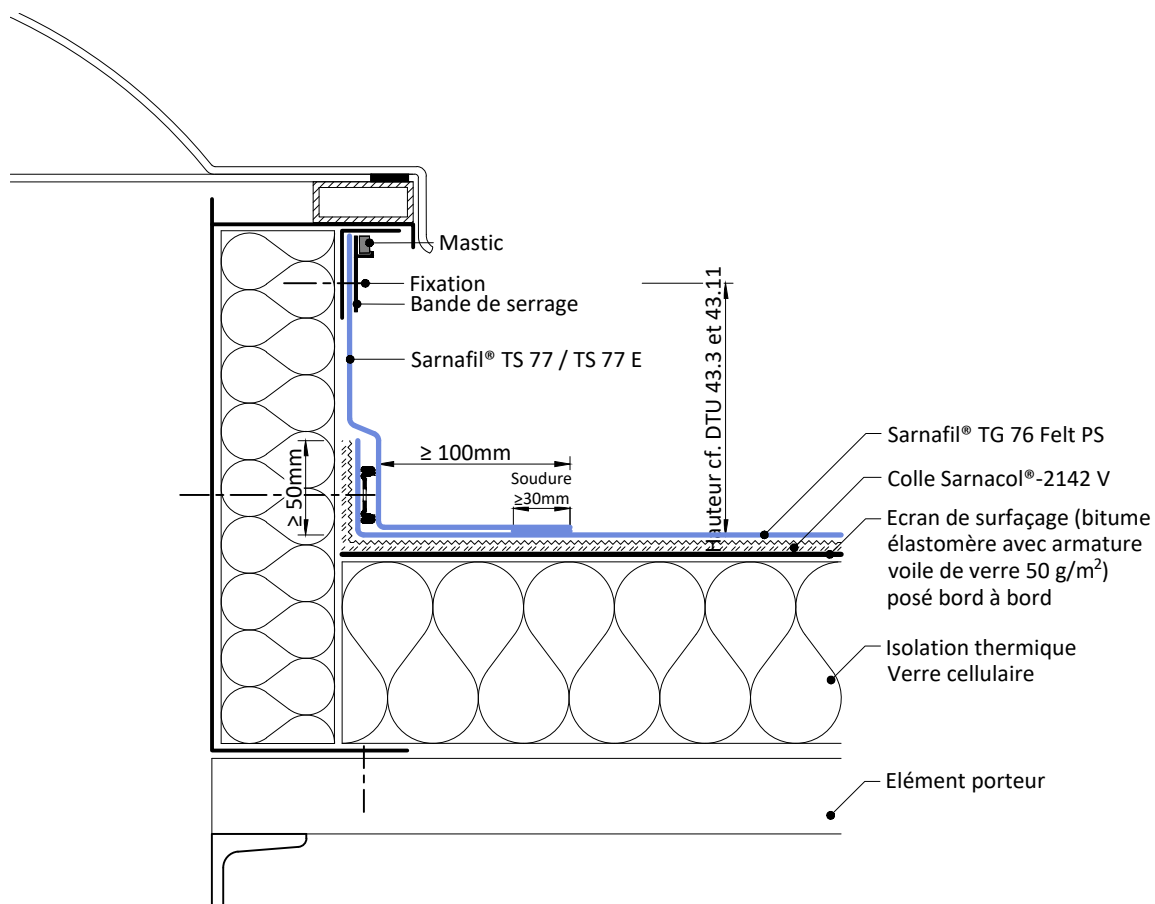 Mastic
Fixation
Bande de serrage
Sarnafil® TS 77 / TS 77 E
Hauteur cf. DTU 43.3 et 43.11
≥ 50mm
≥ 100mm
Soudure
≥30mm
Sarnafil® TG 76 Felt PS
Colle Sarnacol®-2142 V
Ecran de surfaçage (bitume
élastomère avec armature
voile de verre 50 g/m²)
posé bord à bord
Isolation thermique
Verre cellulaire
Elément porteur